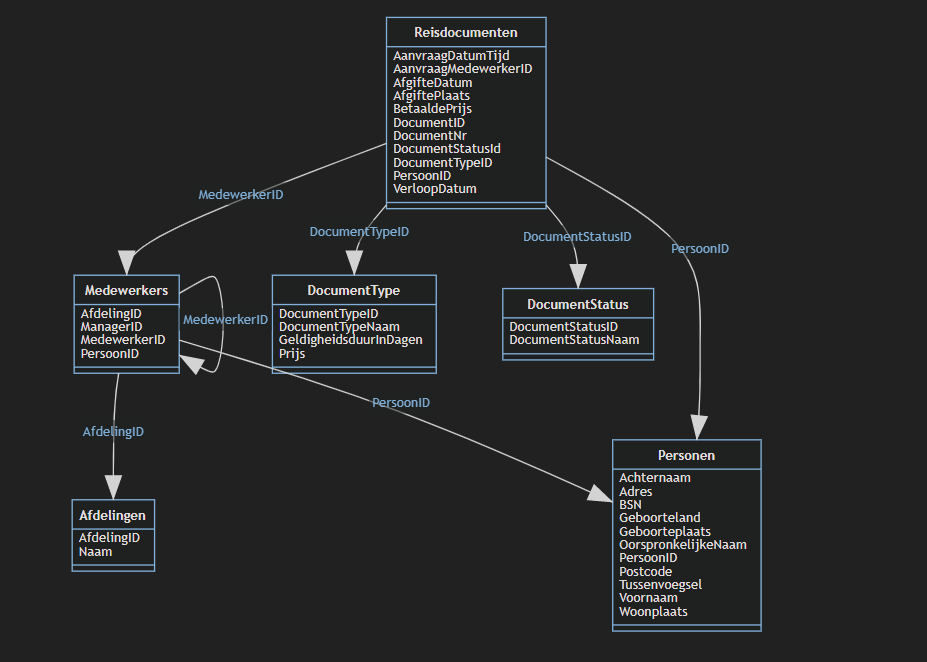 Reisdocumenten
AanvraagDatumTijd
AanvraagMedewerkerID
AfgifteDatum
AfgiftePlaats
BetaaldePrijs
DocumentID
DocumentNr
DocumentStatusId
DocumentTypeID
PersoonID
VerloopDatum
MedewerkerID
DocumentTypeID
DocumentStatusID
PersoonID
Medewerkers
AfdelingID
ManagerID
MedewerkerID
PersoonID
MedewerkerID
DocumentType
DocumentTypeID
DocumentTypeNaam
GeldigheidsduurInDagen
Prijs
DocumentStatus
DocumentStatusID
DocumentStatusNaam
PersoonID
AfdelingID
Afdelingen
AfdelingID
Naam
Personen
Achternaam
Adres
BSN
Geboorteland
Geboorteplaats
OorspronkelijkeNaam
PersoonID
Postcode
Tussenvoegsel
Voornaam
Woonplaats